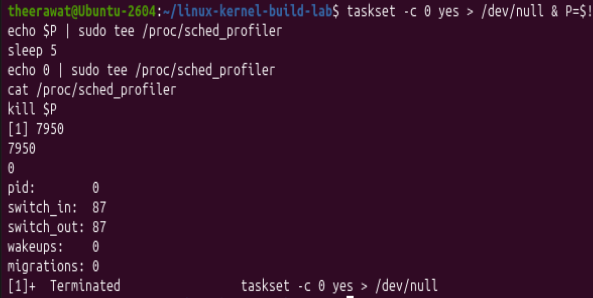 theerawat@Ubuntu-2604:~/linux-kernel-build-lab$ taskset -c 0 yes > /dev/null & P=$!
echo $P | sudo tee /proc/sched_profiler
sleep 5
echo 0 | sudo tee /proc/sched_profiler
cat /proc/sched_profiler
kill $P
[1] 7950
7950
0
pid:        0
switch_in:  87
switch_out: 87
wakeups:    0
migrations: 0
[1]+  Terminated              taskset -c 0 yes > /dev/null